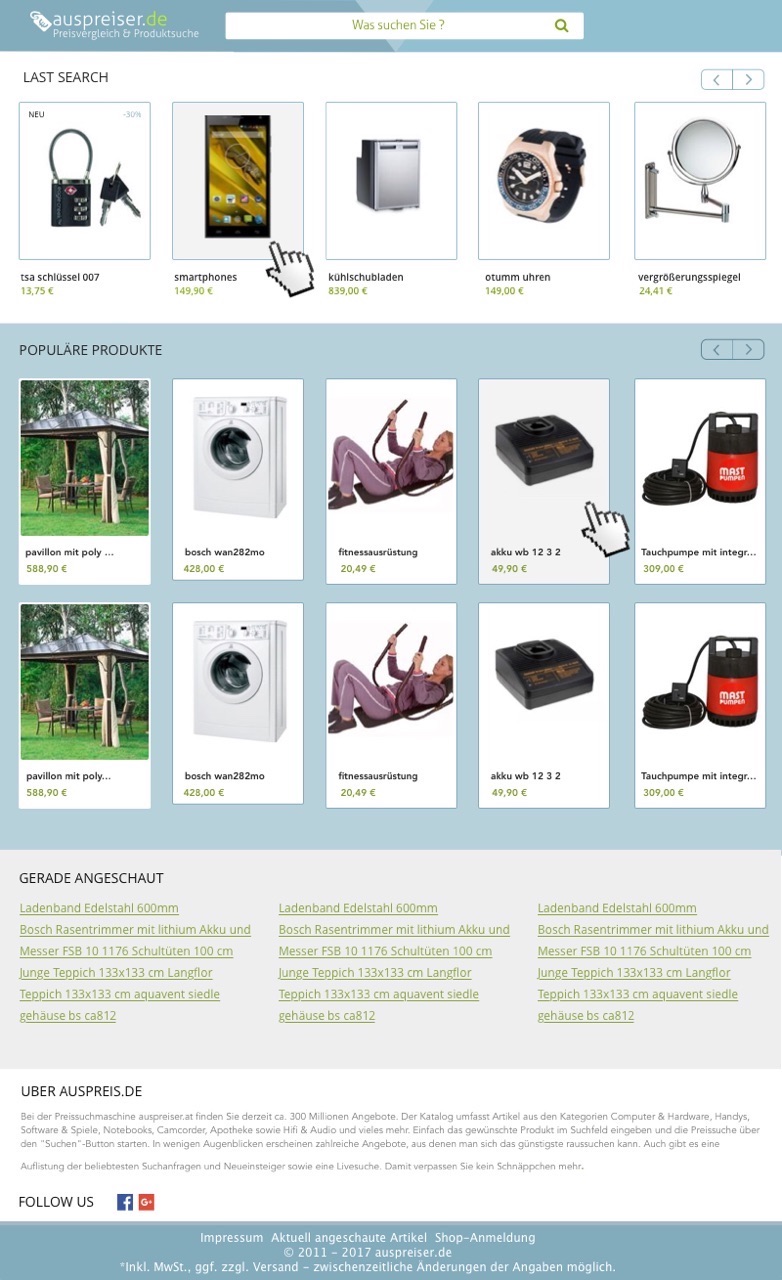 auspreiser.de
Preisvergleich & Produktsuche
Was suchen Sie ?
LAST SEARCH
NEU -30%
tsa schlüssel 007
13,75 €
smartphones
149,90 €
kühlschubladen
839,00 €
otumm uhren
149,00 €
vergrößerungsspiegel
24,41 €
POPULÄRE PRODUKTE
MAST
PUMPEN
pavillon mit poly ...
588,90 €
bosch wan282mo
428,00 €
fitnessausrüstung
20,49 €
akku wb 12 3 2
49,90 €
Tauchpumpe mit integr...
309,00 €
MAST
PUMPEN
pavillon mit poly...
588,90 €
bosch wan282mo
428,00 €
fitnessausrüstung
20,49 €
akku wb 12 3 2
49,90 €
Tauchpumpe mit integr...
309,00 €
GERADE ANGESCHAUT
Ladenband Edelstahl 600mm
Bosch Rasentrimmer mit lithium Akku und
Messer FSB 10 1176 Schultüten 100 cm
Junge Teppich 133x133 cm Langflor
Teppich 133x133 cm aquavent siedle
gehäuse bs ca812
Ladenband Edelstahl 600mm
Bosch Rasentrimmer mit lithium Akku und
Messer FSB 10 1176 Schultüten 100 cm
Junge Teppich 133x133 cm Langflor
Teppich 133x133 cm aquavent siedle
gehäuse bs ca812
Ladenband Edelstahl 600mm
Bosch Rasentrimmer mit lithium Akku und
Messer FSB 10 1176 Schultüten 100 cm
Junge Teppich 133x133 cm Langflor
Teppich 133x133 cm aquavent siedle
gehäuse bs ca812
UBER AUSPREIS.DE
Bei der Preissuchmaschine auspreiser.at finden Sie derzeit ca. 300 Millionen Angebote. Der Katalog umfasst Artikel aus den Kategorien Computer & Hardware, Handys,
Software & Spiele, Notebooks, Camcorder, Apotheke sowie Hifi & Audio und vieles mehr. Einfach das gewünschte Produkt im Suchfeld eingeben und die Preissuche über
den "Suchen"-Button starten. In wenigen Augenblicken erscheinen zahlreiche Angebote, aus denen man sich das günstigste raussuchen kann. Auch gibt es eine
Auflistung der beliebtesten Suchanfragen und Neueinsteiger sowie eine Livesuche. Damit verpassen Sie kein Schnäppchen mehr.
FOLLOW US
Impressum Aktuell angeschaute Artikel Shop-Anmeldung
© 2011 - 2017 auspreiser.de
*Inkl. MwSt., ggf. zzgl. Versand - zwischenzeitliche Änderungen der Angaben möglich.